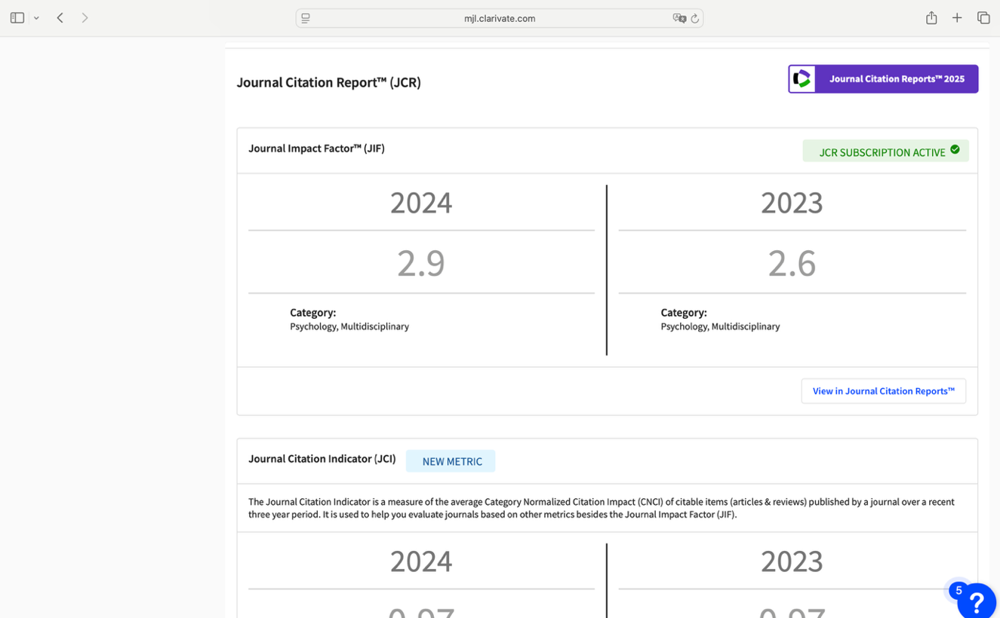 mjl.clarivate.com
Journal Citation Report™ (JCR)
Journal Citation Reports™ 2025
Journal Impact Factor™ (JIF)
JCR SUBSCRIPTION ACTIVE
2024
2023
2.9
2.6
Category:
Psychology, Multidisciplinary
Category:
Psychology, Multidisciplinary
View in Journal Citation Reports™
Journal Citation Indicator (JCI)
NEW METRIC
The Journal Citation Indicator is a measure of the average Category Normalized Citation Impact (CNCI) of citable items (articles & reviews) published by a journal over a recent
three year period. It is used to help you evaluate journals based on other metrics besides the Journal Impact Factor (JIF).
2024
2023
5
?